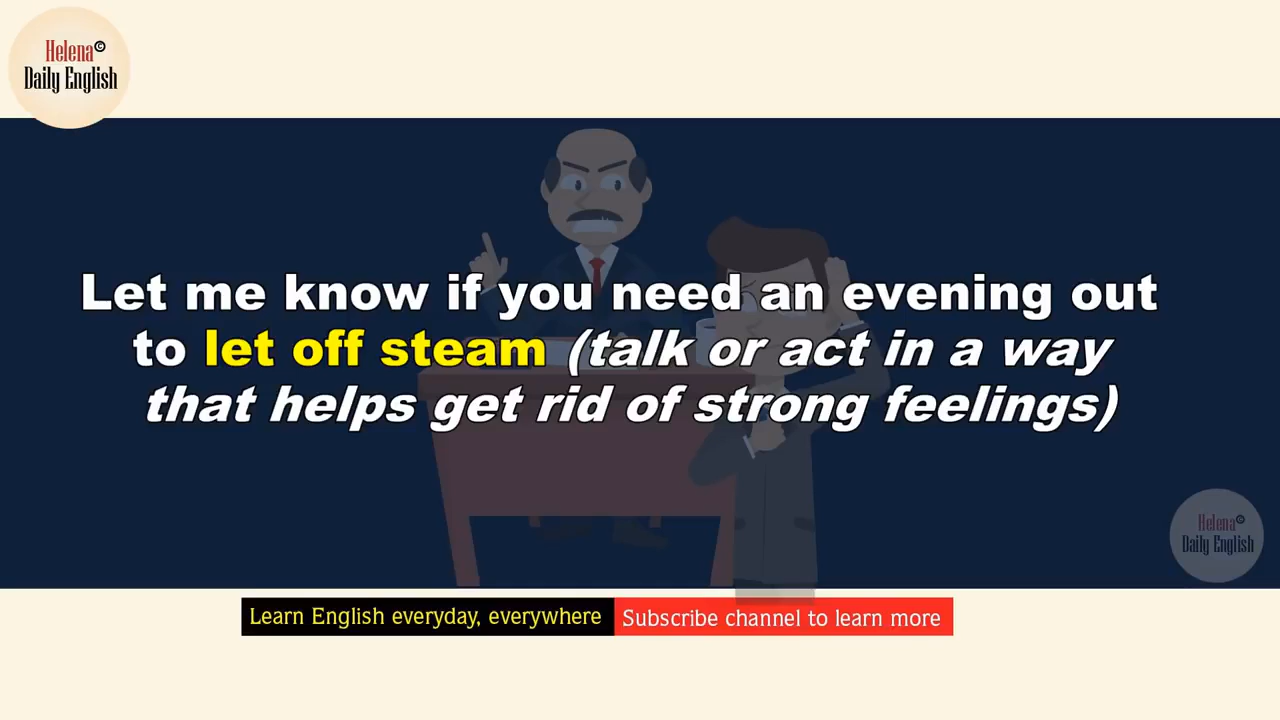 Helena©
Daily English
Let me know if you need an evening out
to let off steam (talk or act in a way
that helps get rid of strong feelings)
Helena©
Daily English
Learn English everyday, everywhere
Subscribe channel to learn more